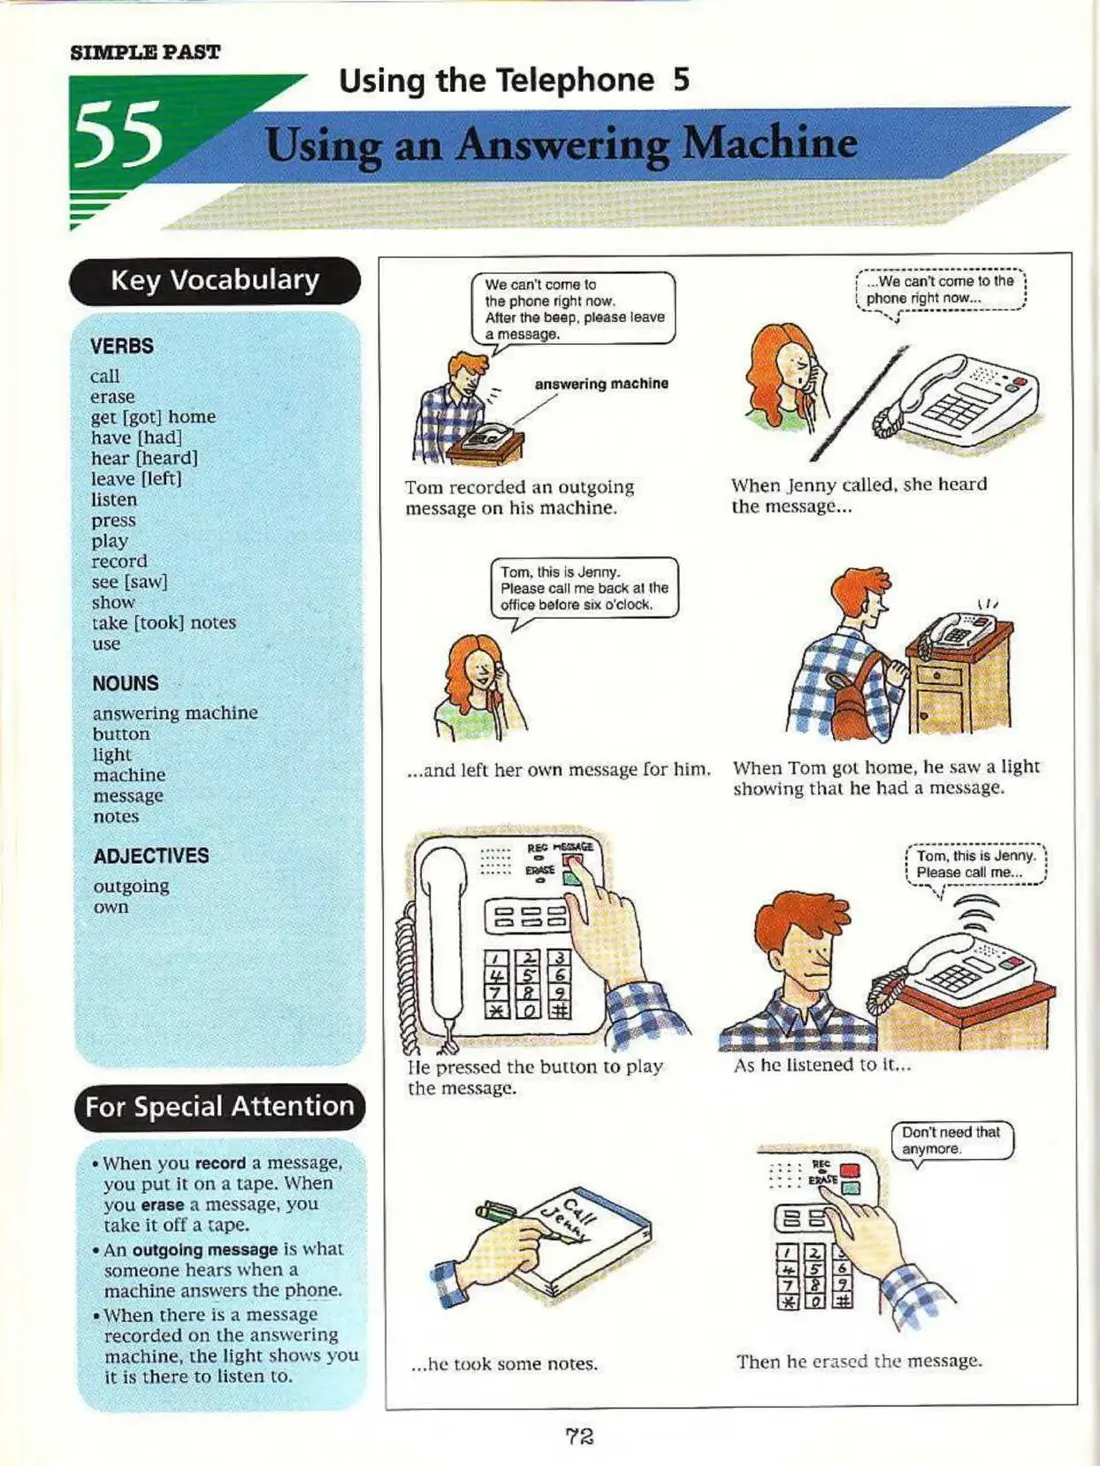 SIMPLE PAST
55
Using the Telephone 5
Using an Answering Machine
Key Vocabulary
VERBS
call
erase
get [got] home
have [had]
hear [heard]
leave [left]
listen
press
play
record
see [saw]
show
take [took] notes
use
NOUNS
answering machine
button
light
machine
message
notes
ADJECTIVES
outgoing
own
For Special Attention
• When you record a message,
you put it on a tape. When
you erase a message, you
take it off a tape.
• An outgoing message is what
someone hears when a
machine answers the phone.
• When there is a message
recorded on the answering
machine, the light shows you
it is there to listen to.
We can't come to
the phone right now.
After the beep, please leave
a message.
answering machine
Tom recorded an outgoing
message on his machine.
...We can't come to the
phone right now...
When Jenny called, she heard
the message...
Tom, this is Jenny.
Please call me back at the
office before six o'clock.
...and left her own message for him.
When Tom got home, he saw a light
showing that he had a message.
REC MESSAGE
ERASE
1 2 3
4 5 6
7 8 9
* 0 #
He pressed the button to play
the message.
Tom, this is Jenny.
Please call me...
As he listened to it...
Call
Jenny
...he took some notes.
Don't need that
anymore.
REC
ERASE
1 2 3
4 5 6
7 8 9
* 0 #
Then he erased the message.
72